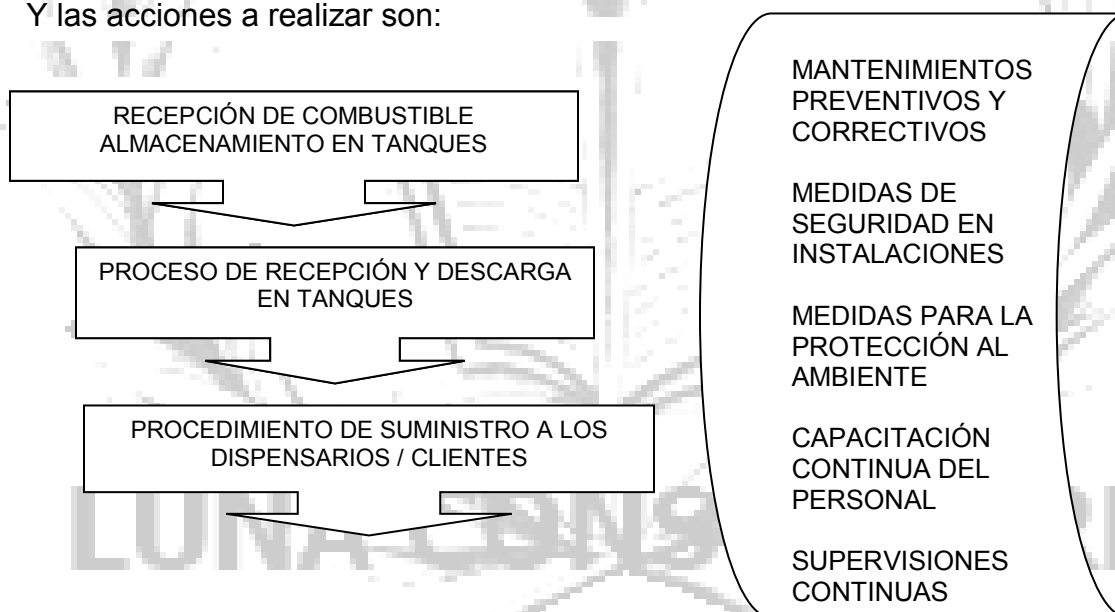 Y las acciones a realizar son:
RECEPCIÓN DE COMBUSTIBLE
ALMACENAMIENTO EN TANQUES
PROCESO DE RECEPCIÓN Y DESCARGA
EN TANQUES
PROCEDIMIENTO DE SUMINISTRO A LOS
DISPENSARIOS / CLIENTES
MANTENIMIENTOS
PREVENTIVOS Y
CORRECTIVOS
MEDIDAS DE
SEGURIDAD EN
INSTALACIONES
MEDIDAS PARA LA
PROTECCIÓN AL
AMBIENTE
CAPACITACIÓN
CONTINUA DEL
PERSONAL
SUPERVISIONES
CONTINUAS
LUNA